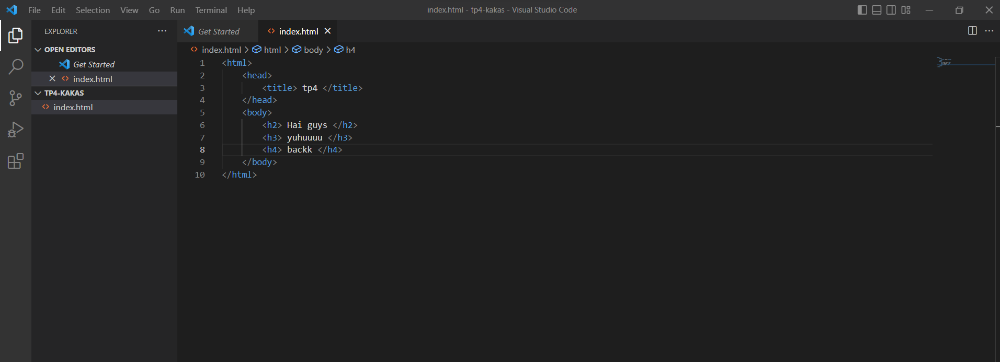 File Edit Selection View Go Run Terminal Help index.html - tp4-kakas - Visual Studio Code
EXPLORER
OPEN EDITORS
Get Started
index.html
TP4-KAKAS
index.html
Get Started index.html
index.html > html > body > h4
1 <html>
2 <head>
3 <title> tp4 </title>
4 </head>
5 <body>
6 <h2> Hai guys </h2>
7 <h3> yuhuuuu </h3>
8 <h4> backk </h4>
9 </body>
10 </html>